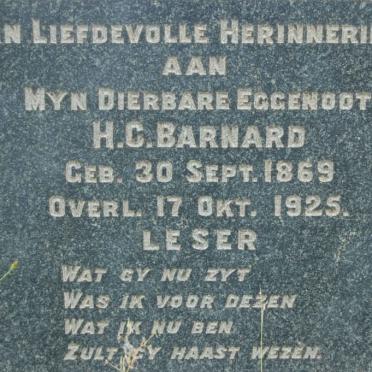 N LIEFDEVOLLE HERINNERI
AAN
MYN DIERBARE EGGENOOT
H.C. BARNARD
GEB. 30 SEPT. 1869
OVERL. 17 OKT. 1925.
LESER
WAT GY NU ZYT
WAS IK VOOR DEZEN
WAT IK NU BEN
ZULT GY HAAST WEZEN.